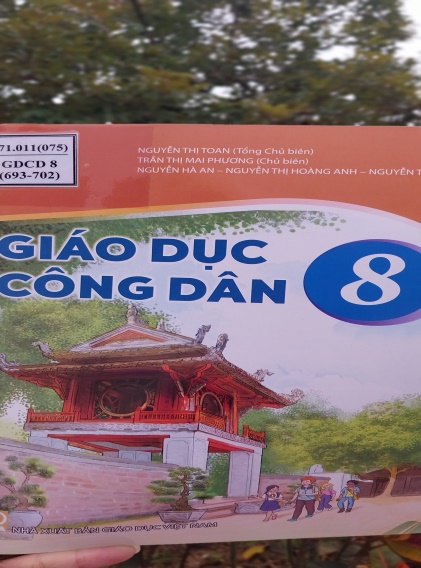 71.011(075)
GDCD 8
(693-702)
NGUYỄN THỊ TOAN (Tổng Chủ biên)
TRẦN THỊ MAI PHƯƠNG (Chủ biên)
NGUYỄN HÀ AN – NGUYỄN THỊ HOÀNG ANH – NGUYỄN T
GIÁO DỤC
CÔNG DÂN 8
NHÀ XUẤT BẢN GIÁO DỤC VIỆT NAM